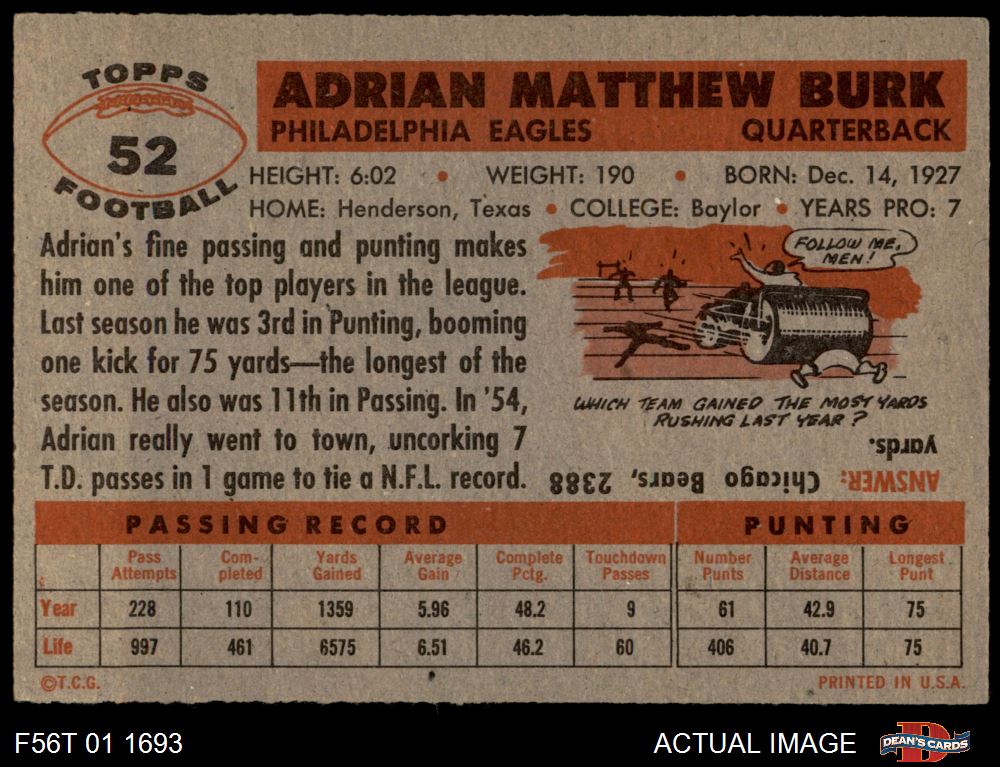 TOPPS
52
FOOTBALL
ADRIAN MATTHEW BURK
PHILADELPHIA EAGLES QUARTERBACK
HEIGHT: 6:02 • WEIGHT: 190 • BORN: Dec. 14, 1927
HOME: Henderson, Texas • COLLEGE: Baylor • YEARS PRO: 7
Adrian's fine passing and punting makes
him one of the top players in the league.
Last season he was 3rd in Punting, booming
one kick for 75 yards—the longest of the
season. He also was 11th in Passing. In '54,
Adrian really went to town, uncorking 7
T.D. passes in 1 game to tie a N.F.L. record.
FOLLOW ME,
MEN!
WHICH TEAM GAINED THE MOST YARDS
RUSHING LAST YEAR?
ANSWER: Chicago Bears, 2388
yards.
PASSING RECORD PUNTING
Pass Attempts Com-pleted Yards Gained Average Gain Complete Pctg. Touchdown Passes Number Punts Average Distance Longest Punt
Year 228 110 1359 5.96 48.2 9 61 42.9 75
Life 997 461 6575 6.51 46.2 60 406 40.7 75
©T.C.G. PRINTED IN U.S.A.
F56T 01 1693 ACTUAL IMAGE D DEAN'S CARDS